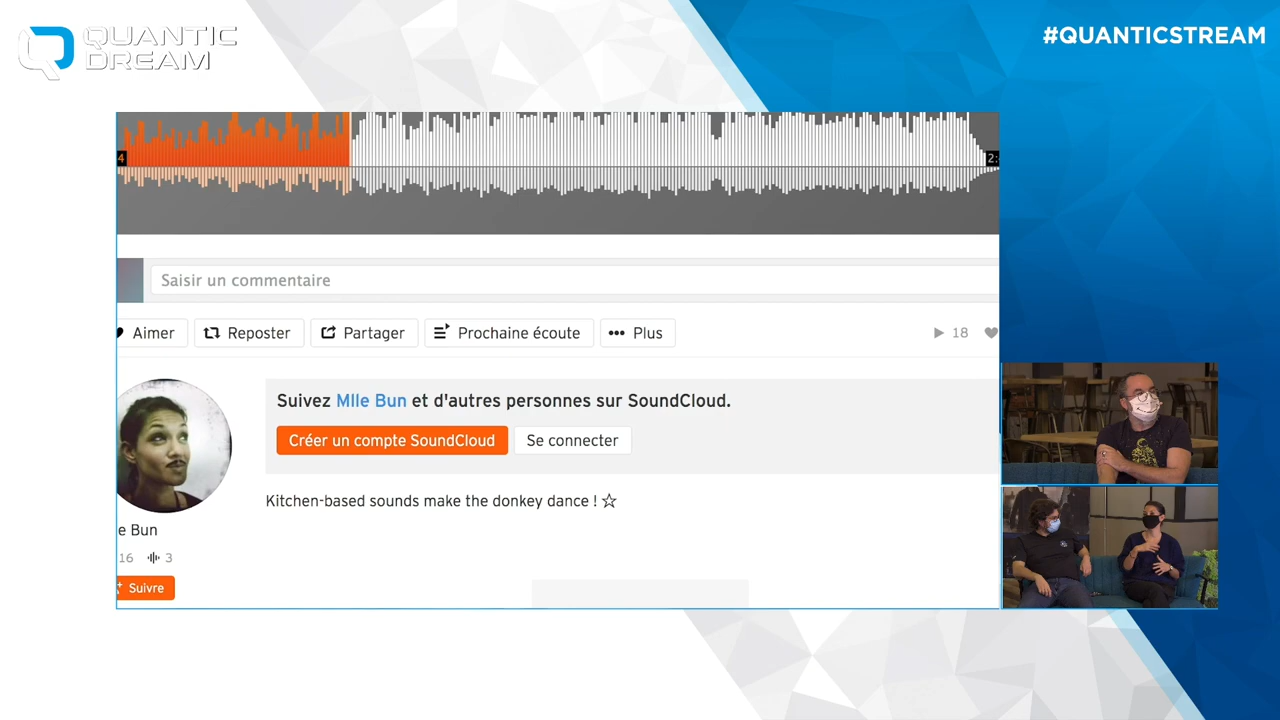 QUANTIC
DREAM
#QUANTICSTREAM
4
2:
Saisir un commentaire
Aimer
Reposter
Partager
Prochaine écoute
Plus
18
Suivez Mlle Bun et d'autres personnes sur SoundCloud.
Créer un compte SoundCloud
Se connecter
Kitchen-based sounds make the donkey dance ! ☆
e Bun
16
3
Suivre